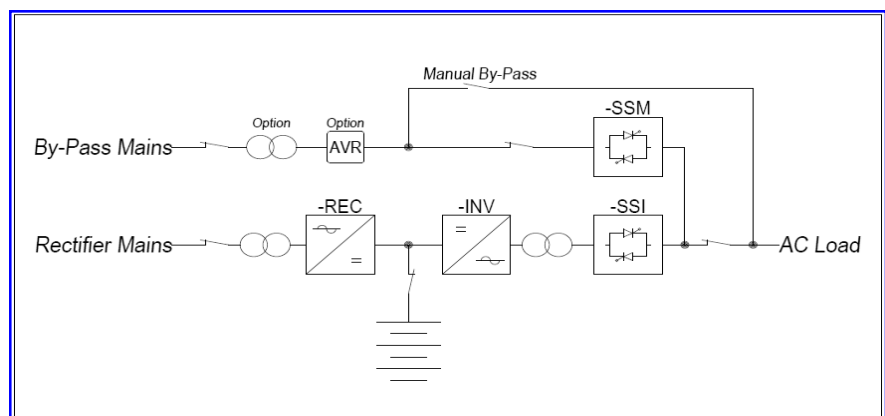 Manual By-Pass
-SSM
Option
Option
By-Pass Mains
AVR
-REC
-INV
-SSI
Rectifier Mains
AC Load